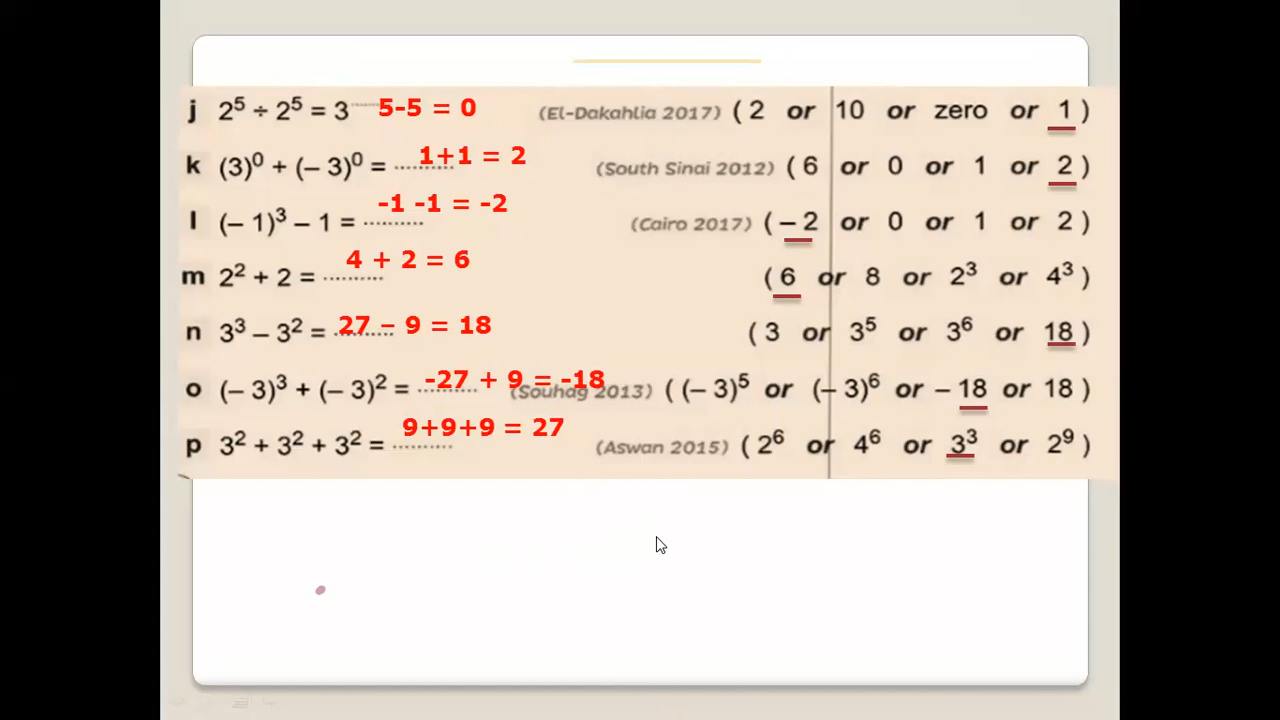 j 2⁵ ÷ 2⁵ = 3 ........ 5-5 = 0 (El-Dakahlia 2017) ( 2 or 10 or zero or 1 )
k (3)⁰ + (– 3)⁰ = .......... 1+1 = 2 (South Sinai 2012) ( 6 or 0 or 1 or 2 )
l (– 1)³ – 1 = .......... -1 -1 = -2 (Cairo 2017) ( – 2 or 0 or 1 or 2 )
m 2² + 2 = .......... 4 + 2 = 6 ( 6 or 8 or 2³ or 4³ )
n 3³ – 3² = .......... 27 – 9 = 18 ( 3 or 3⁵ or 3⁶ or 18 )
o (– 3)³ + (– 3)² = .......... -27 + 9 = -18 (Souhag 2013) ( (– 3)⁵ or (– 3)⁶ or – 18 or 18 )
p 3² + 3² + 3² = .......... 9+9+9 = 27 (Aswan 2015) ( 2⁶ or 4⁶ or 3³ or 2⁹ )